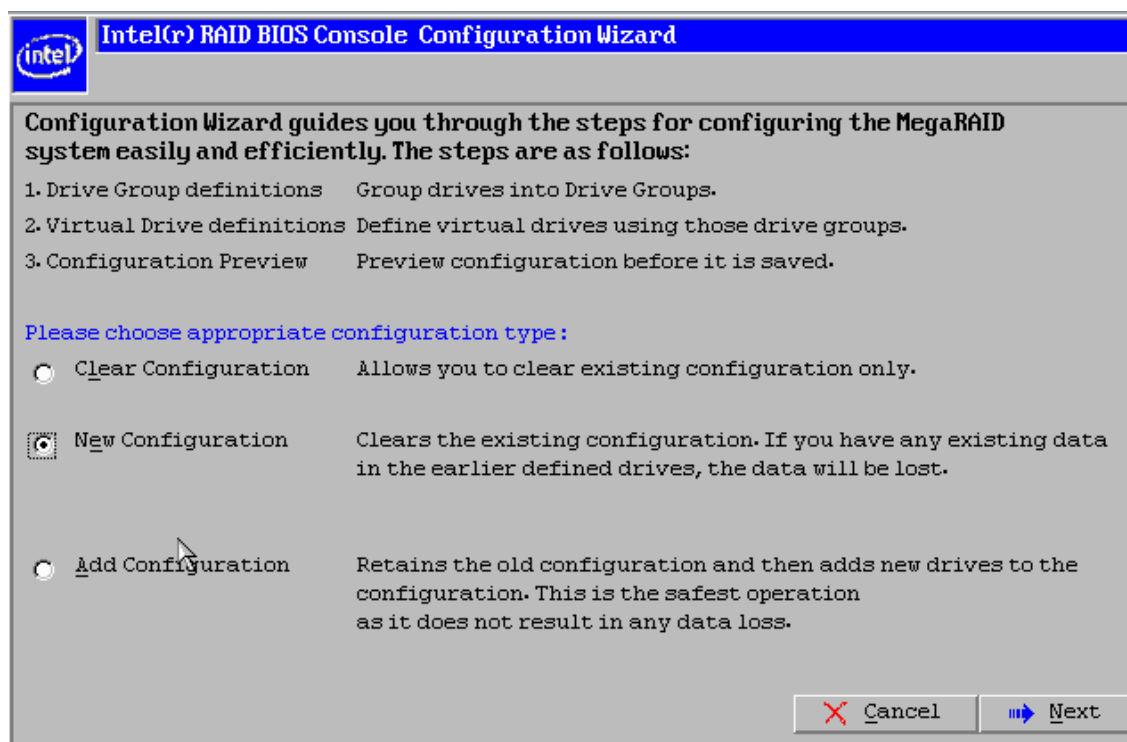 Intel(r) RAID BIOS Console Configuration Wizard
intel
Configuration Wizard guides you through the steps for configuring the MegaRAID
system easily and efficiently. The steps are as follows:
1. Drive Group definitions Group drives into Drive Groups.
2. Virtual Drive definitions Define virtual drives using those drive groups.
3. Configuration Preview Preview configuration before it is saved.
Please choose appropriate configuration type:
Clear Configuration Allows you to clear existing configuration only.
New Configuration Clears the existing configuration. If you have any existing data
in the earlier defined drives, the data will be lost.
Add Configuration Retains the old configuration and then adds new drives to the
configuration. This is the safest operation
as it does not result in any data loss.
Cancel Next